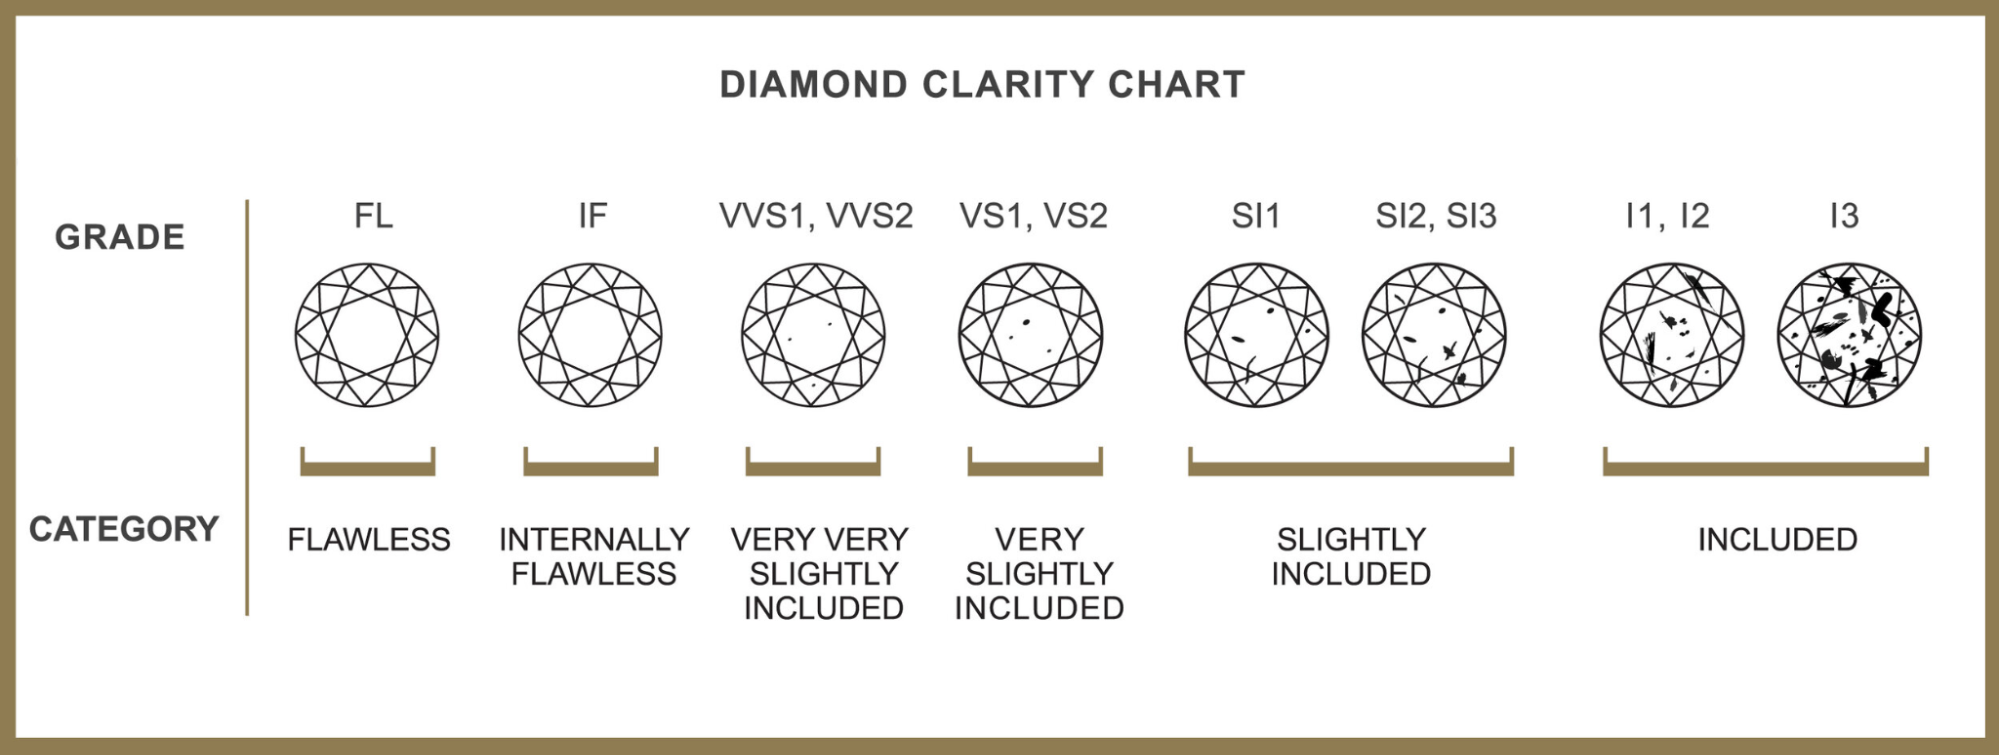 DIAMOND CLARITY CHART
GRADE
FL
IF
VVS1, VVS2
VS1, VS2
SI1
SI2, SI3
I1, I2
I3
CATEGORY
FLAWLESS
INTERNALLY
FLAWLESS
VERY VERY
SLIGHTLY
INCLUDED
VERY
SLIGHTLY
INCLUDED
SLIGHTLY
INCLUDED
INCLUDED